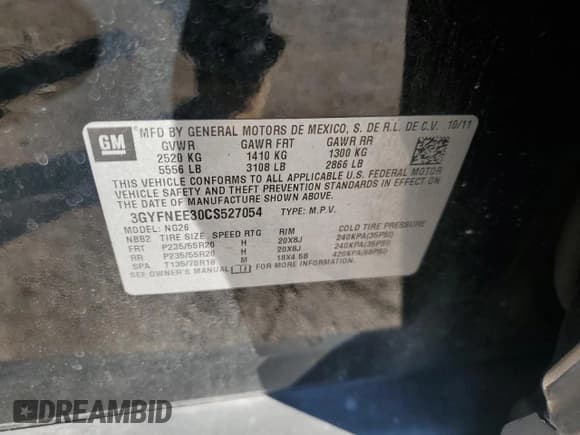 GM
MFD BY GENERAL MOTORS DE MEXICO, S. DE R.L. DE C.V. 10/11
GVWR GAWR FRT GAWR RR
2520 KG 1410 KG 1300 KG
5556 LB 3108 LB 2866 LB
THIS VEHICLE CONFORMS TO ALL APPLICABLE U.S. FEDERAL MOTOR
VEHICLE SAFETY AND THEFT PREVENTION STANDARDS IN EFFECT ON
THE DATE OF MANUFACTURE SHOWN ABOVE.
3GYFNEE30CS527054 TYPE: M.P.V.
MODEL: NG26
NBB2 TIRE SIZE SPEED RTG RIM COLD TIRE PRESSURE
FRT P235/55R20 H 20X8J 240KPA(35PSI)
RR P235/55R20 H 20X8J 240KPA(35PSI)
SPA T135/70R18 M 18X4.5B 420KPA(60PSI)
SEE OWNER'S MANUAL FOR MORE INFORMATION.
DREAMBID